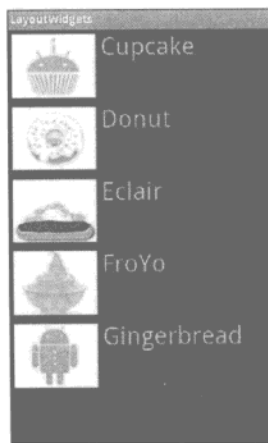 LayoutWidgets
Cupcake
Donut
Eclair
FroYo
Gingerbread